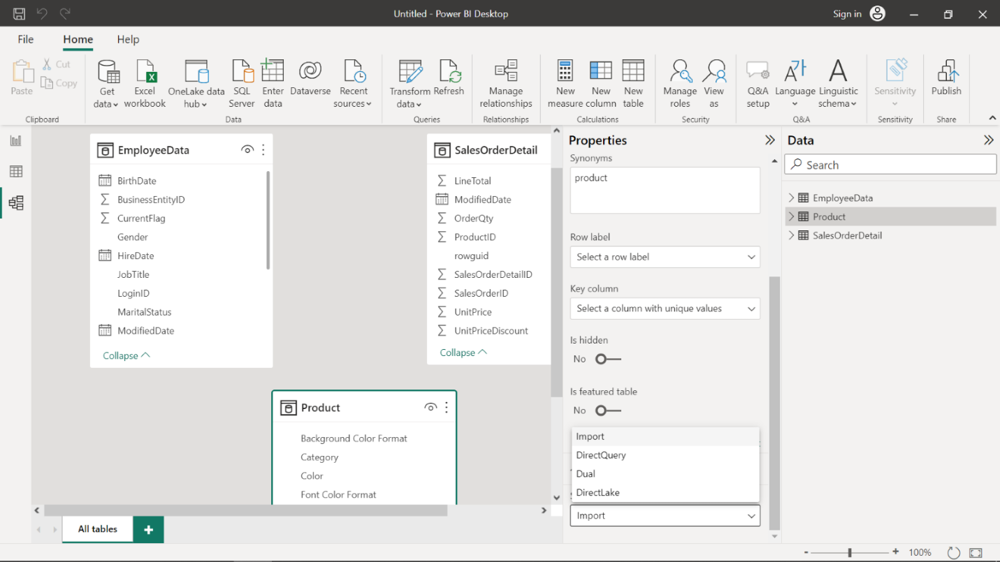 Untitled - Power BI Desktop
Sign in
File
Home
Help
Paste
Cut
Copy
Clipboard
Get data
Excel workbook
OneLake data hub
SQL Server
Enter data
Dataverse
Recent sources
Data
Transform data
Refresh
Queries
Manage relationships
Relationships
New measure
New column
New table
Calculations
Manage roles
View as
Security
Q&A setup
Language
Linguistic schema
Q&A
Sensitivity
Sensitivity
Publish
Share
EmployeeData
BirthDate
BusinessEntityID
CurrentFlag
Gender
HireDate
JobTitle
LoginID
MaritalStatus
ModifiedDate
Collapse
SalesOrderDetail
LineTotal
ModifiedDate
OrderQty
ProductID
rowguid
SalesOrderDetailID
SalesOrderID
UnitPrice
UnitPriceDiscount
Collapse
Product
Background Color Format
Category
Color
Font Color Format
Properties
Synonyms
product
Row label
Select a row label
Key column
Select a column with unique values
Is hidden
No
Is featured table
No
Import
DirectQuery
Dual
DirectLake
Import
Data
Search
EmployeeData
Product
SalesOrderDetail
All tables
100%